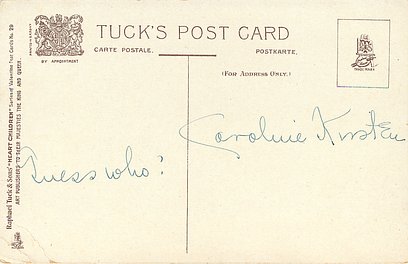 TUCK'S POST CARD
CARTE POSTALE.
POSTKARTE.
(FOR ADDRESS ONLY.)
BY APPOINTMENT
Raphael Tuck & Sons' "HEART CHILDREN" Series of Valentine Post Cards No. 29
ART PUBLISHERS TO THEIR MAJESTIES THE KING AND QUEEN.
TRADE MARK
Guess who?
Caroline